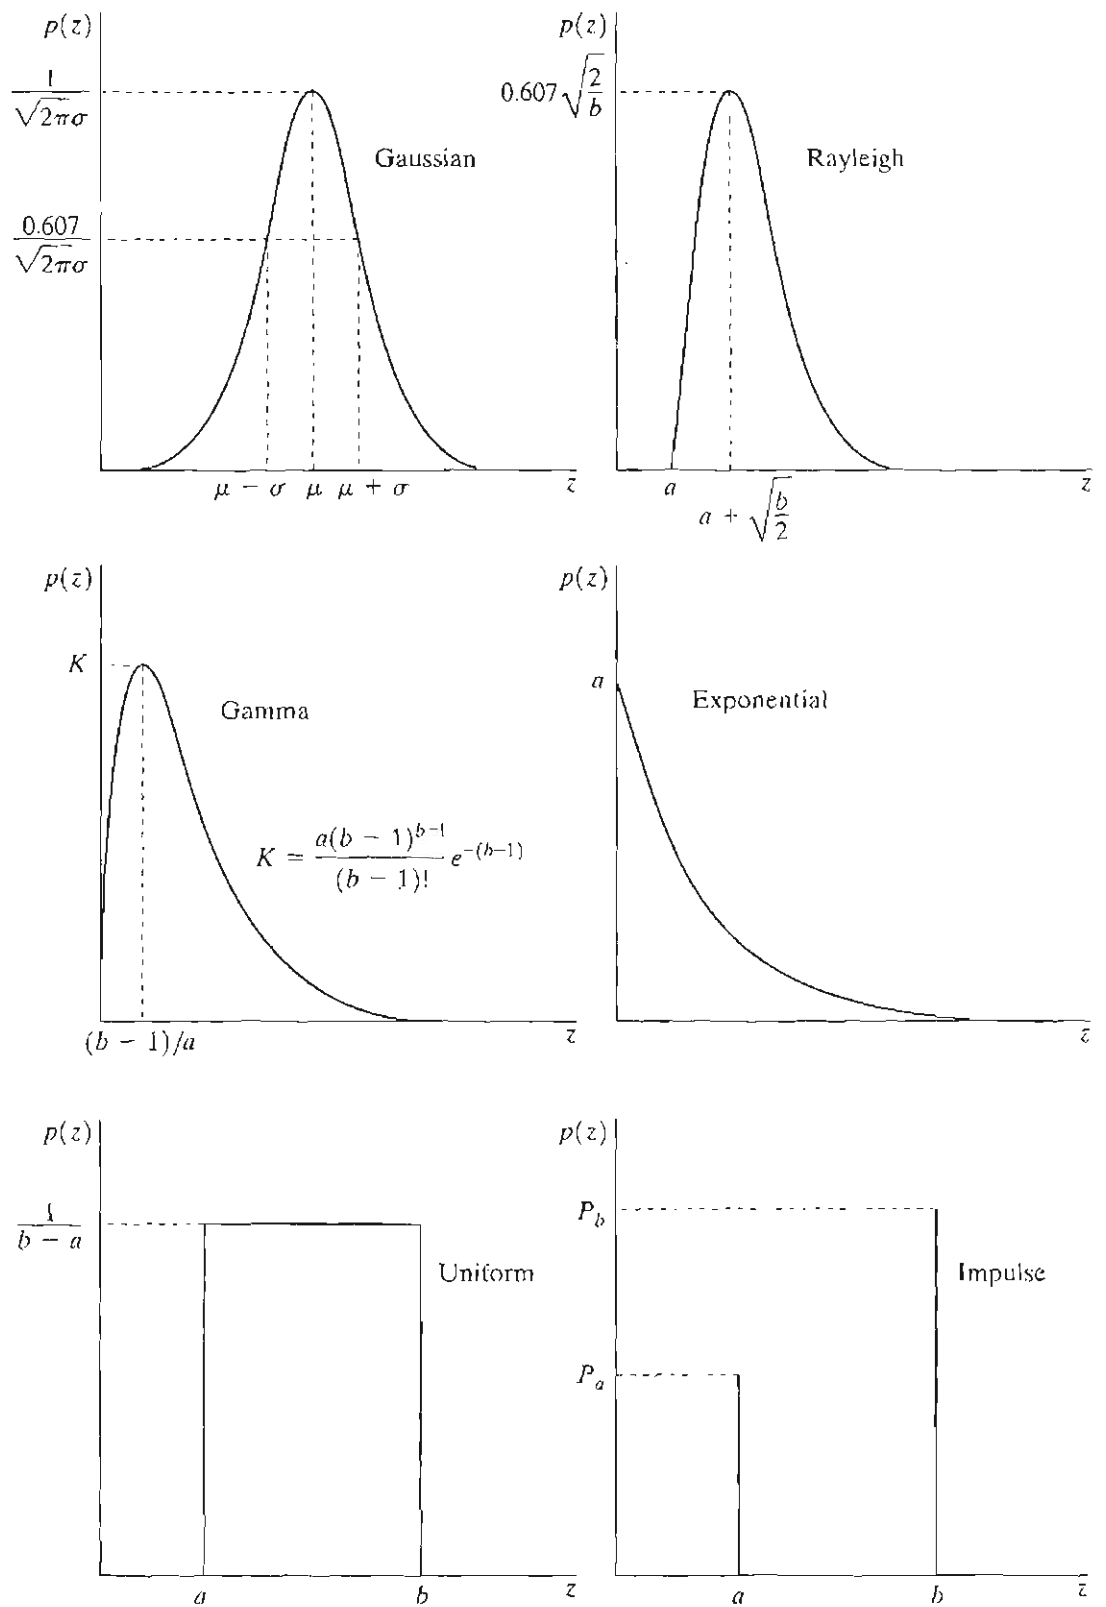 p(z)
1/√2πσ
Gaussian
0.607/√2πσ
μ − σ μ μ + σ z
p(z)
0.607√2/b
Rayleigh
a z
a + √b/2
p(z)
K
Gamma
K = a(b − 1)^{b−1}/(b − 1)! e^{−(b−1)}
(b − 1)/a z
p(z)
a
Exponential
z
p(z)
1/b − a
Uniform
a b z
p(z)
P_b
Impulse
P_a
a b z